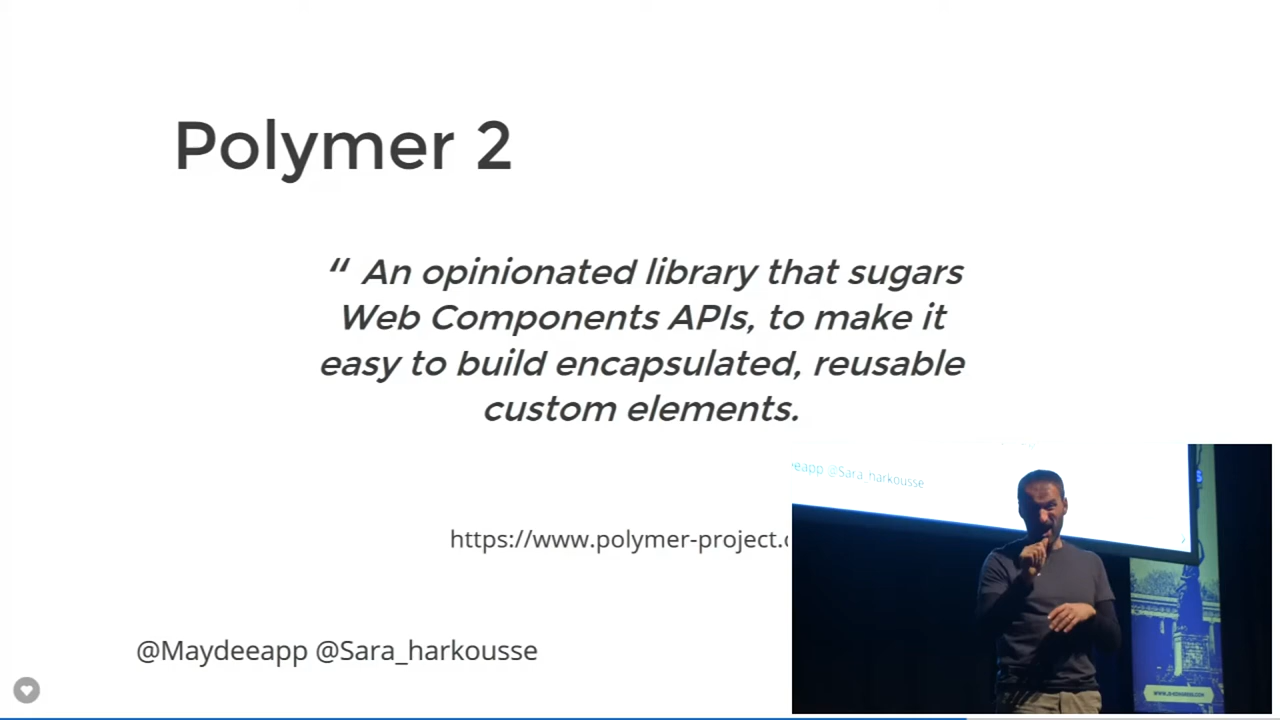 Polymer 2
“ An opinionated library that sugars
Web Components APIs, to make it
easy to build encapsulated, reusable
custom elements.
https://www.polymer-project.
@Maydeeapp @Sara_harkousse
@Sara_harkousse